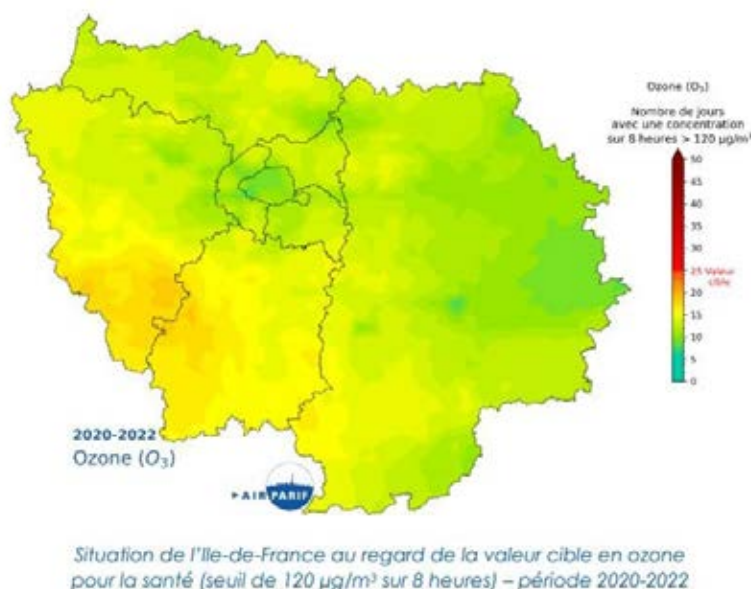 Ozone (O₃)
Nombre de jours
avec une concentration
sur 8 heures > 120 µg/m³
50
45
40
35
30
25 Valeur
cible
20
15
10
5
0
2020-2022
Ozone (O₃)
AIR PARIF
Situation de l'Ile-de-France au regard de la valeur cible en ozone
pour la santé (seuil de 120 µg/m³ sur 8 heures) – période 2020-2022